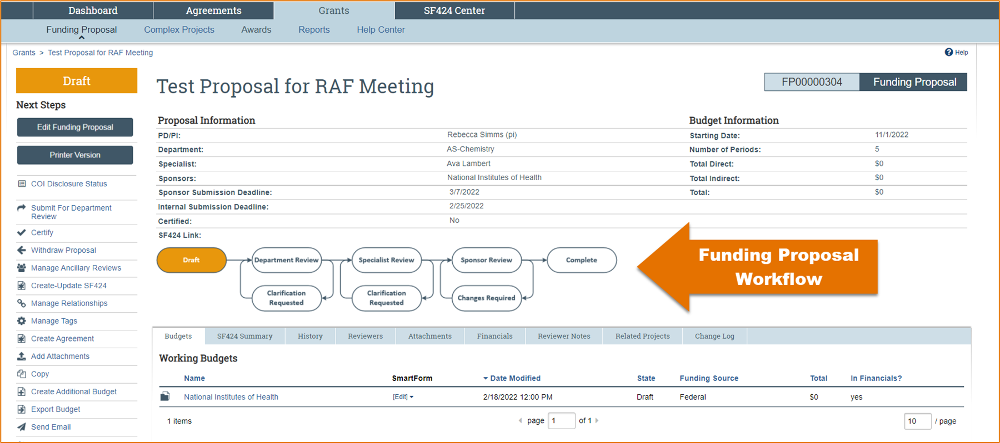 Dashboard Agreements Grants SF424 Center
Funding Proposal Complex Projects Awards Reports Help Center
Grants > Test Proposal for RAF Meeting
? Help
Draft
Next Steps
Edit Funding Proposal
Printer Version
COI Disclosure Status
Submit For Department
Review
Certify
Withdraw Proposal
Manage Ancillary Reviews
Create-Update SF424
Manage Relationships
Manage Tags
Create Agreement
Add Attachments
Copy
Create Additional Budget
Export Budget
Send Email
Test Proposal for RAF Meeting
FP00000304 Funding Proposal
Proposal Information
PD/PI: Rebecca Simms (pi)
Department: AS-Chemistry
Specialist: Ava Lambert
Sponsors: National Institutes of Health
Sponsor Submission Deadline: 3/7/2022
Internal Submission Deadline: 2/25/2022
Certified: No
SF424 Link:
Budget Information
Starting Date: 11/1/2022
Number of Periods: 5
Total Direct: $0
Total Indirect: $0
Total: $0
Draft Department Review Specialist Review Sponsor Review Complete
Clarification
Requested
Clarification
Requested
Changes Required
Funding Proposal
Workflow
Budgets SF424 Summary History Reviewers Attachments Financials Reviewer Notes Related Projects Change Log
Working Budgets
Name SmartForm Date Modified State Funding Source Total In Financials?
National Institutes of Health [Edit] 2/18/2022 12:00 PM Draft Federal $0 yes
1 items page 1 of 1 10 / page